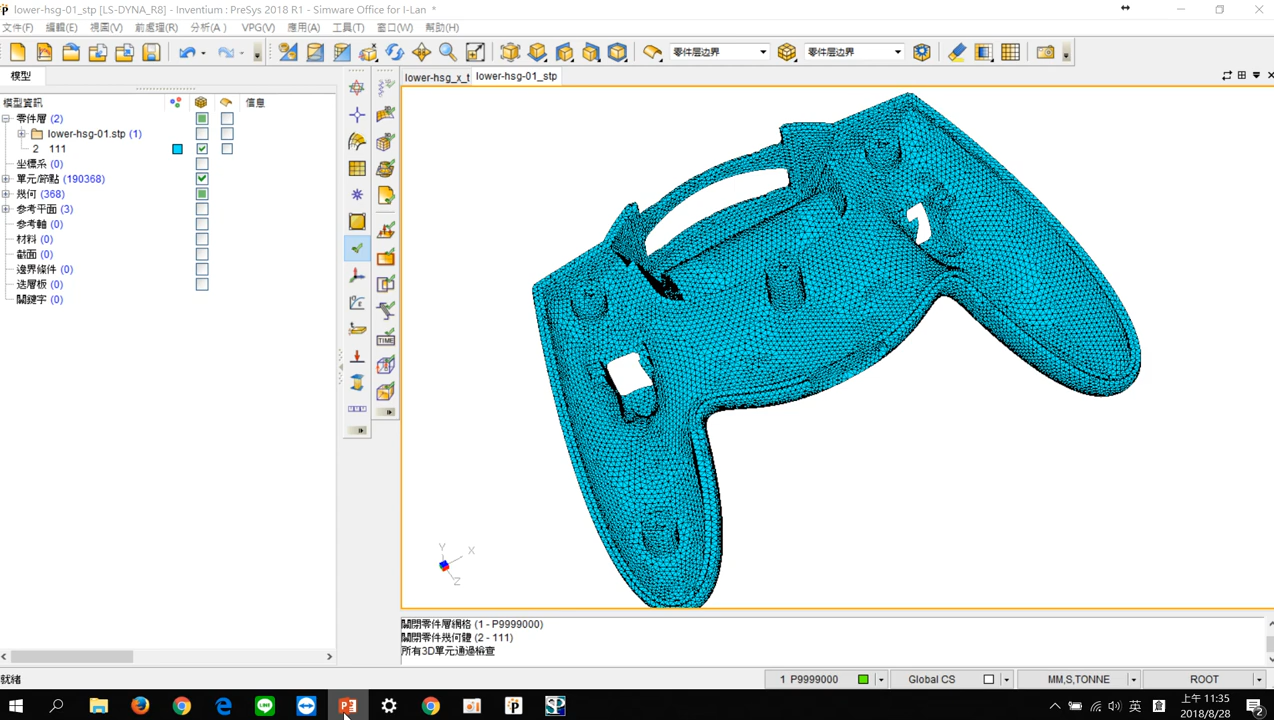 lower-hsg-01_stp [LS-DYNA_R8] - Inventium: PreSys 2018 R1 - Simware Office for I-Lan *
文件(F) 編輯(E) 視圖(V) 前處理(R) 分析(A) VPG(V) 應用(A) 工具(T) 窗口(W) 幫助(H)
零件层边界 零件层边界
模型
lower-hsg_x_t lower-hsg-01_stp
模型資訊 信息
零件層 (2)
lower-hsg-01.stp (1)
2 111
坐標系 (0)
單元/節點 (190368)
幾何 (368)
參考平面 (3)
參考軸 (0)
材料 (0)
截面 (0)
邊界條件 (0)
迭層板 (0)
關鍵字 (0)
TIME
Y
X
Z
關閉零件層網格 (1 - P9999000)
關閉零件幾何體 (2 - 111)
所有3D單元通過檢查
就緒 1 P9999000 Global CS MM,S,TONNE ROOT
英 上午 11:35
2018/8/28
2